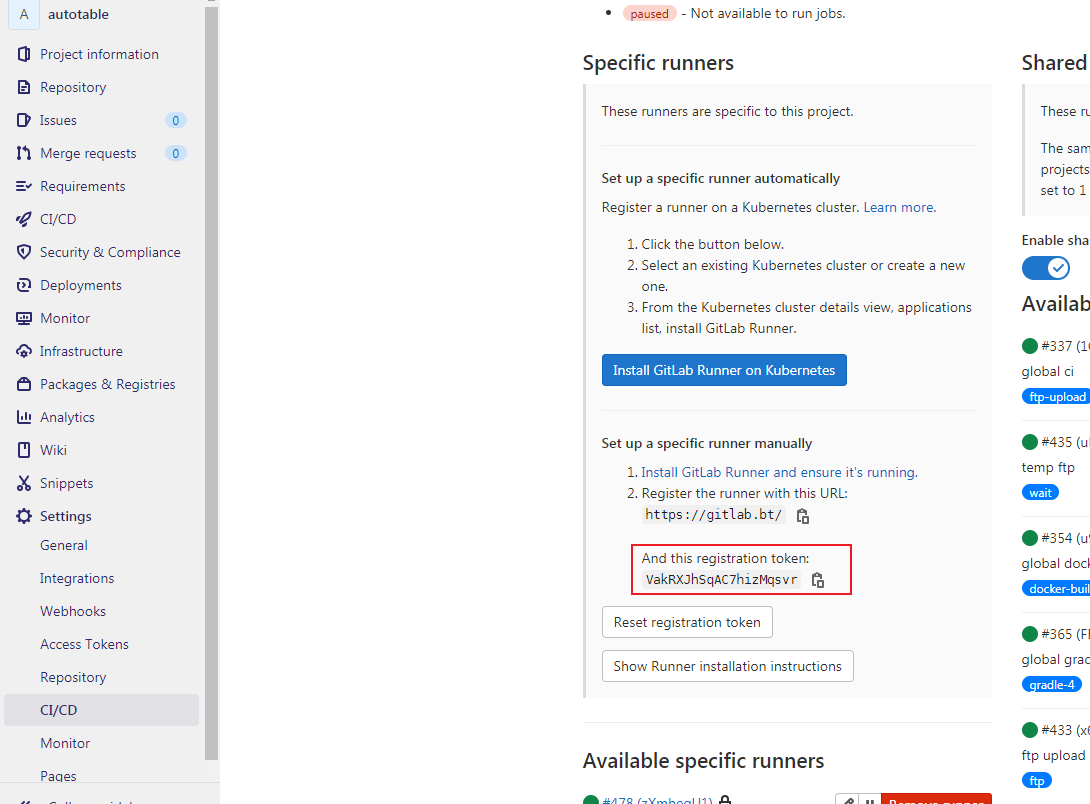 A autotable
Project information
Repository
Issues 0
Merge requests 0
Requirements
CI/CD
Security & Compliance
Deployments
Monitor
Infrastructure
Packages & Registries
Analytics
Wiki
Snippets
Settings
General
Integrations
Webhooks
Access Tokens
Repository
CI/CD
Monitor
Pages
paused - Not available to run jobs.
Specific runners
These runners are specific to this project.
Set up a specific runner automatically
Register a runner on a Kubernetes cluster. Learn more.
1. Click the button below.
2. Select an existing Kubernetes cluster or create a new
one.
3. From the Kubernetes cluster details view, applications
list, install GitLab Runner.
Install GitLab Runner on Kubernetes
Set up a specific runner manually
1. Install GitLab Runner and ensure it's running.
2. Register the runner with this URL:
https://gitlab.bt/
And this registration token:
VakRXJhSqAC7hizMqsvr
Reset registration token
Show Runner installation instructions
Available specific runners
#478 (zXmhegU1)
Remove runner
Shared
These ru
The sam
projects
set to 1
Enable sha
Availab
#337 (1
global ci
ftp-upload
#435 (u
temp ftp
wait
#354 (u
global dock
docker-buil
#365 (F
global grad
gradle-4
#433 (x
ftp upload
ftp